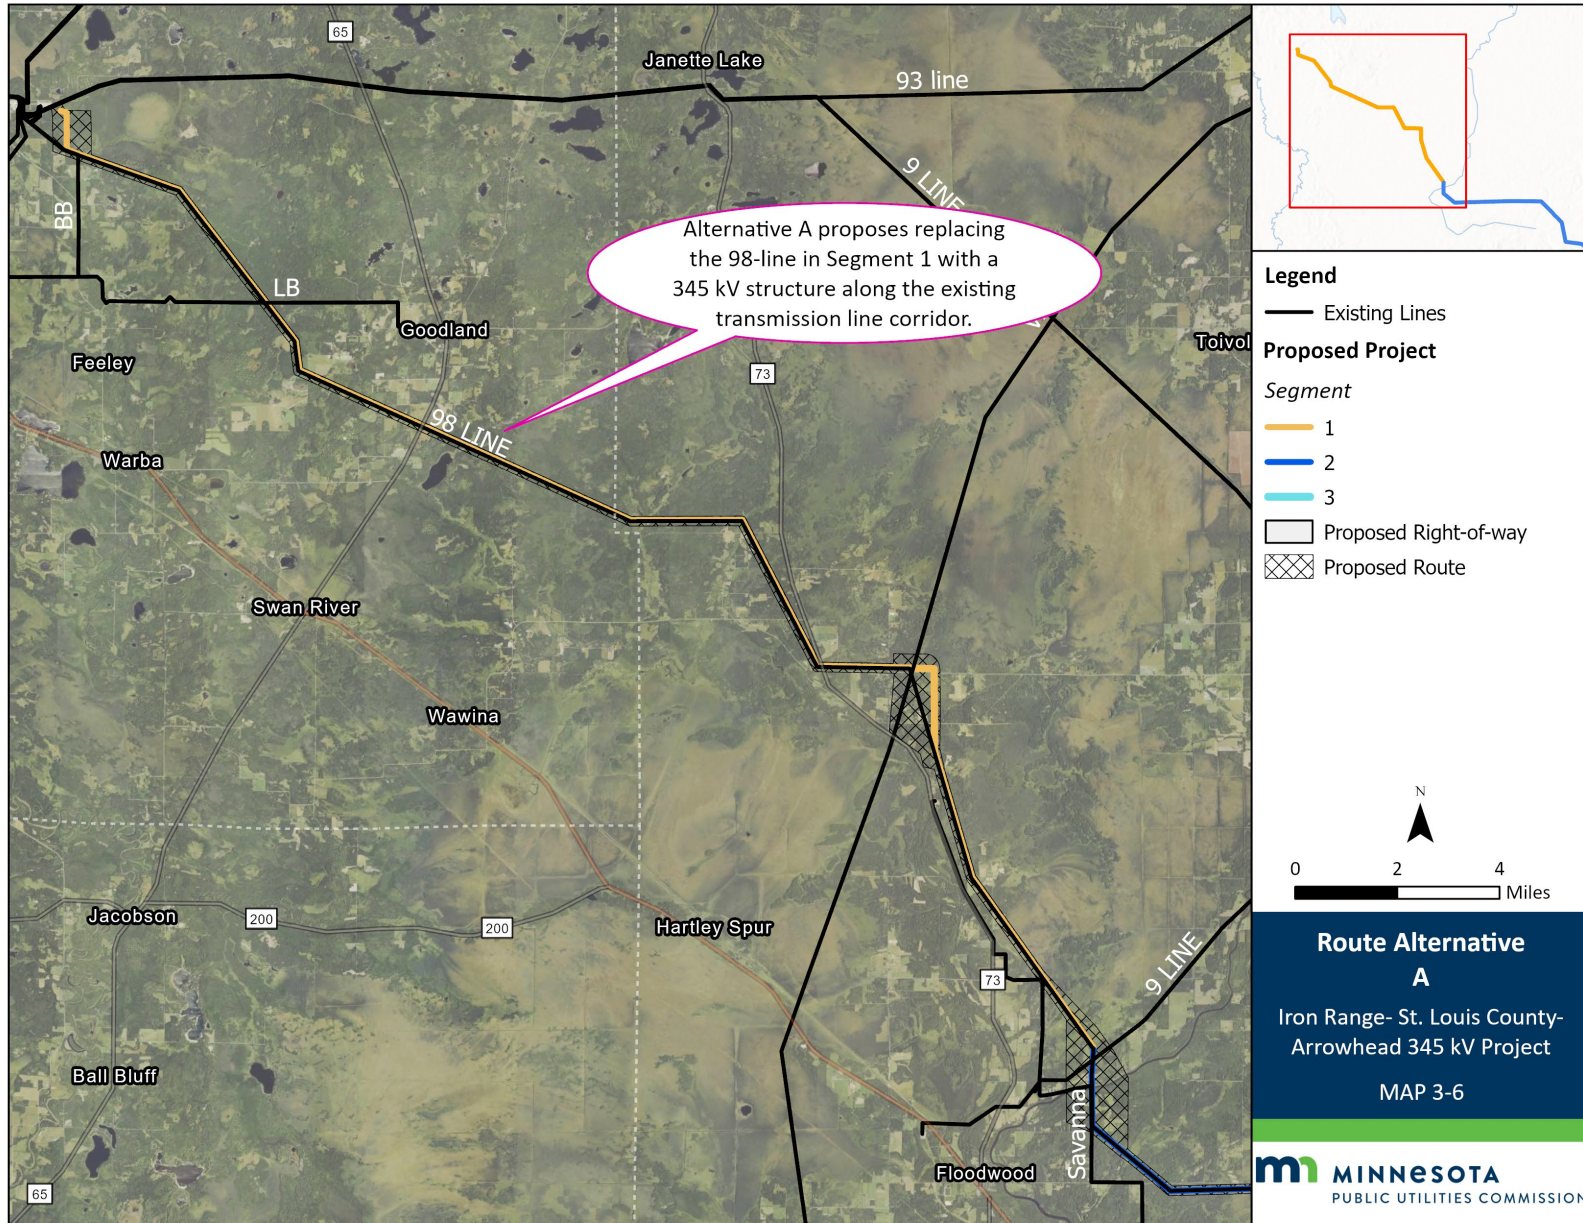 65
Janette Lake
93 line
9 LINE
BB
Alternative A proposes replacing
the 98-line in Segment 1 with a
345 kV structure along the existing
transmission line corridor.
LB
Goodland
Toivol
Feeley
73
98 LINE
Warba
Swan River
Wawina
Jacobson
200
200
Hartley Spur
73
9 LINE
Ball Bluff
Savanna
Floodwood
65
Legend
Existing Lines
Proposed Project
Segment
1
2
3
Proposed Right-of-way
Proposed Route
N
0 2 4
Miles
Route Alternative
A
Iron Range- St. Louis County-
Arrowhead 345 kV Project
MAP 3-6
mn MINNESOTA
PUBLIC UTILITIES COMMISSION